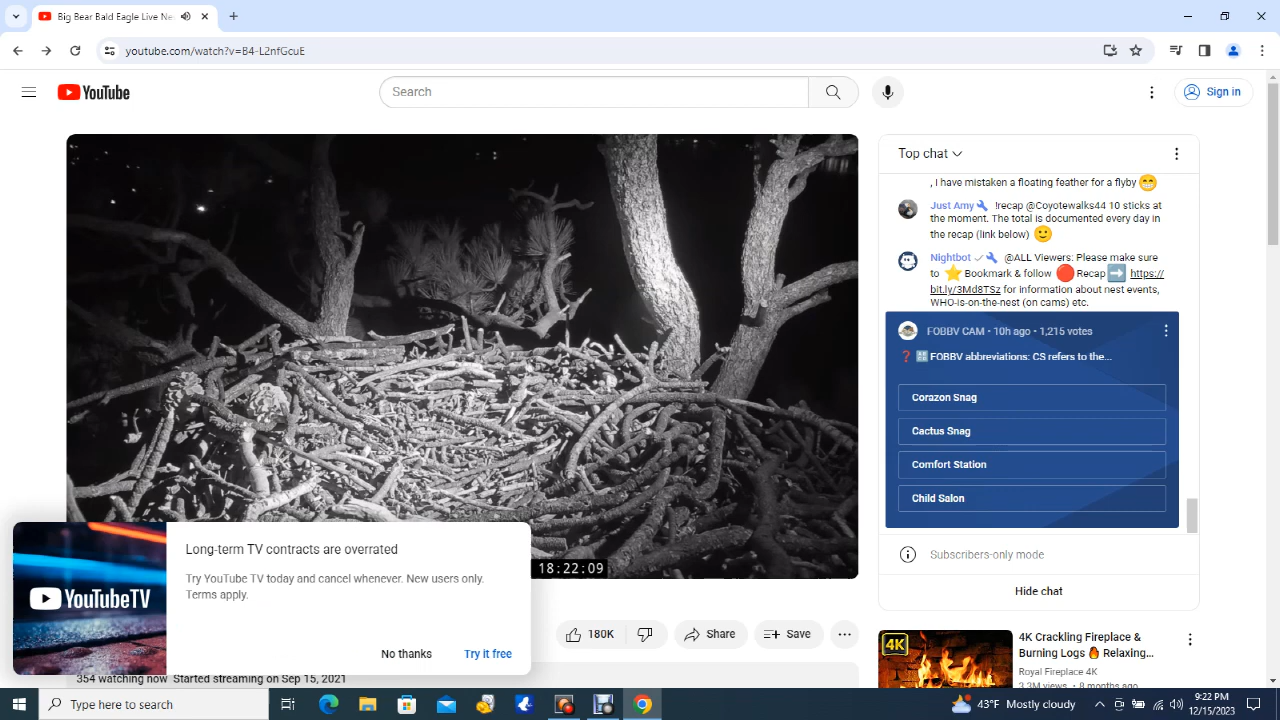 Big Bear Bald Eagle Live Ne
youtube.com/watch?v=B4-L2nfGcuE
YouTube
Search
Sign in
Top chat
, I have mistaken a floating feather for a flyby
Just Amy !recap @Coyotewalks44 10 sticks at
the moment. The total is documented every day in
the recap (link below)
Nightbot @ALL Viewers: Please make sure
to ⭐ Bookmark & follow 🔴 Recap ➡️ https://
bit.ly/3Md8TSz for information about nest events,
WHO-is-on-the-nest (on cams) etc.
FOBBV CAM • 10h ago • 1,215 votes
❓ 🔠 FOBBV abbreviations: CS refers to the...
Corazon Snag
Cactus Snag
Comfort Station
Child Salon
Subscribers-only mode
Hide chat
18:22:09
Long-term TV contracts are overrated
Try YouTube TV today and cancel whenever. New users only.
Terms apply.
YouTubeTV
No thanks
Try it free
180K
Share
Save
354 watching now Started streaming on Sep 15, 2021
4K
4K Crackling Fireplace &
Burning Logs 🔥 Relaxing...
Royal Fireplace 4K
3.3M views • 8 months ago
Type here to search
43°F Mostly cloudy
9:22 PM
12/15/2023